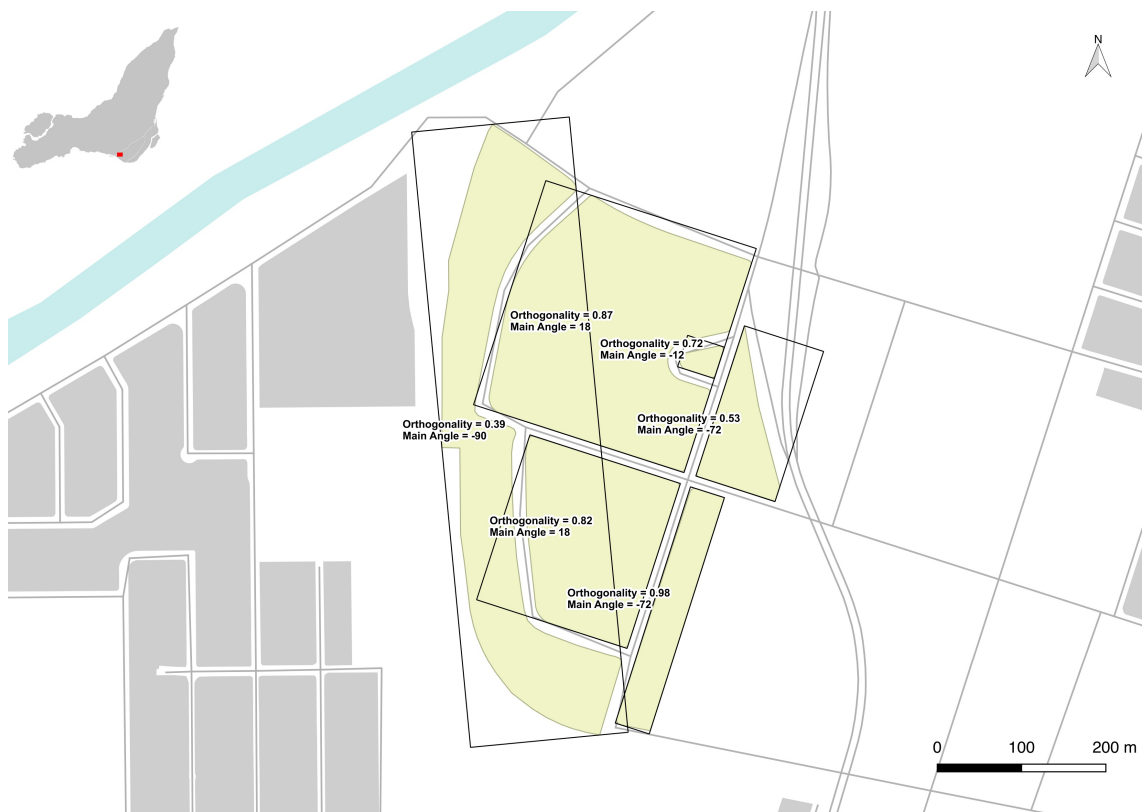 N
Orthogonality = 0.87
Main Angle = 18
Orthogonality = 0.72
Main Angle = -12
Orthogonality = 0.53
Main Angle = -72
Orthogonality = 0.39
Main Angle = -90
Orthogonality = 0.82
Main Angle = 18
Orthogonality = 0.98
Main Angle = -72
0 100 200 m